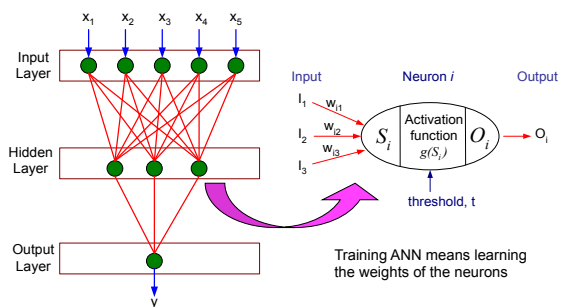 x1 x2 x3 x4 x5
Input
Layer
Hidden
Layer
Output
Layer
y
Input Neuron i Output
I1 wi1
I2 wi2
I3 wi3
Si
Activation
function
g(Si)
Oi
Oi
threshold, t
Training ANN means learning
the weights of the neurons